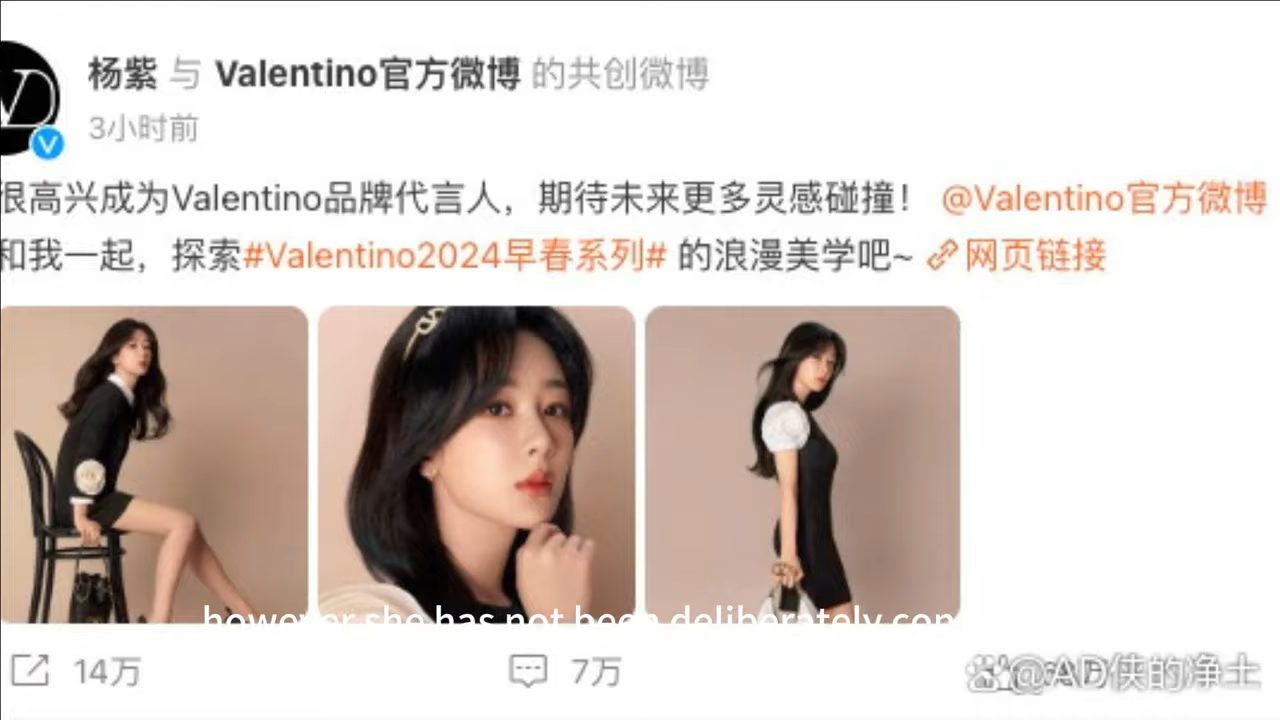 杨紫 与 Valentino官方微博 的共创微博
3小时前
很高兴成为Valentino品牌代言人，期待未来更多灵感碰撞！ @Valentino官方微博
和我一起，探索#Valentino2024早春系列# 的浪漫美学吧~ 网页链接
however she has not been deliberately con
14万
7万
@AD侠的净土